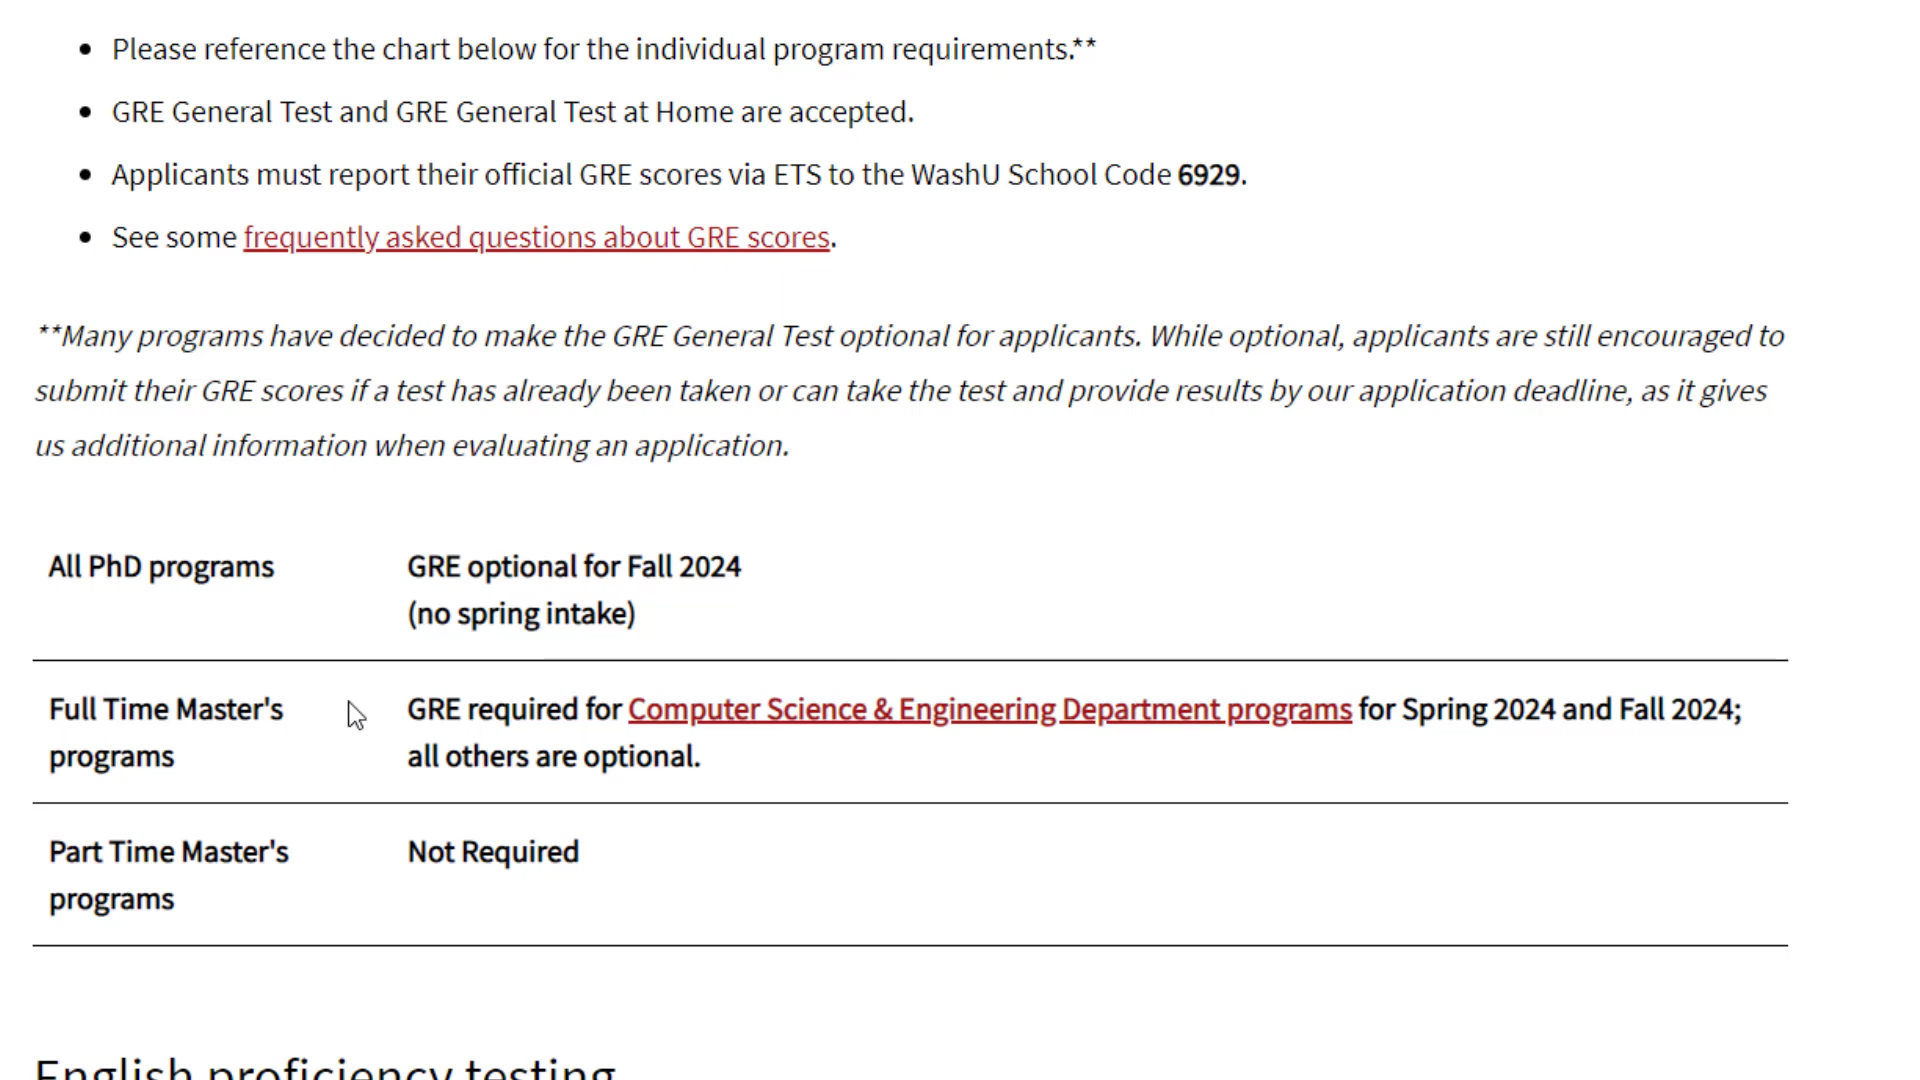 Please reference the chart below for the individual program requirements.**
GRE General Test and GRE General Test at Home are accepted.
Applicants must report their official GRE scores via ETS to the WashU School Code 6929.
See some frequently asked questions about GRE scores.
**Many programs have decided to make the GRE General Test optional for applicants. While optional, applicants are still encouraged to
submit their GRE scores if a test has already been taken or can take the test and provide results by our application deadline, as it gives
us additional information when evaluating an application.
All PhD programs
GRE optional for Fall 2024
(no spring intake)
Full Time Master's
programs
GRE required for Computer Science & Engineering Department programs for Spring 2024 and Fall 2024;
all others are optional.
Part Time Master's
programs
Not Required
English proficiency testing